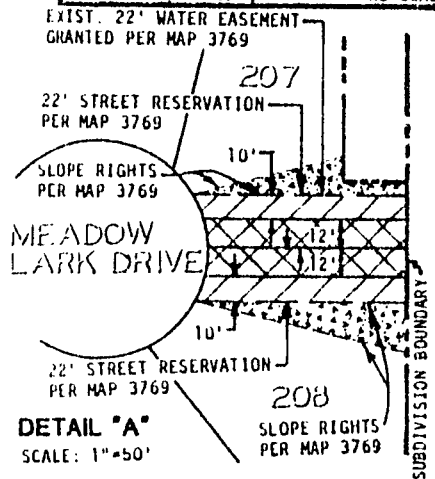 EXIST. 22' WATER EASEMENT
GRANTED PER MAP 3769
207
22' STREET RESERVATION
PER MAP 3769
10'
SLOPE RIGHTS
PER MAP 3769
MEADOW
LARK DRIVE
12'
12'
10'
22' STREET RESERVATION
PER MAP 3769
208
SLOPE RIGHTS
PER MAP 3769
SUBDIVISION BOUNDARY
DETAIL "A"
SCALE: 1"=50'